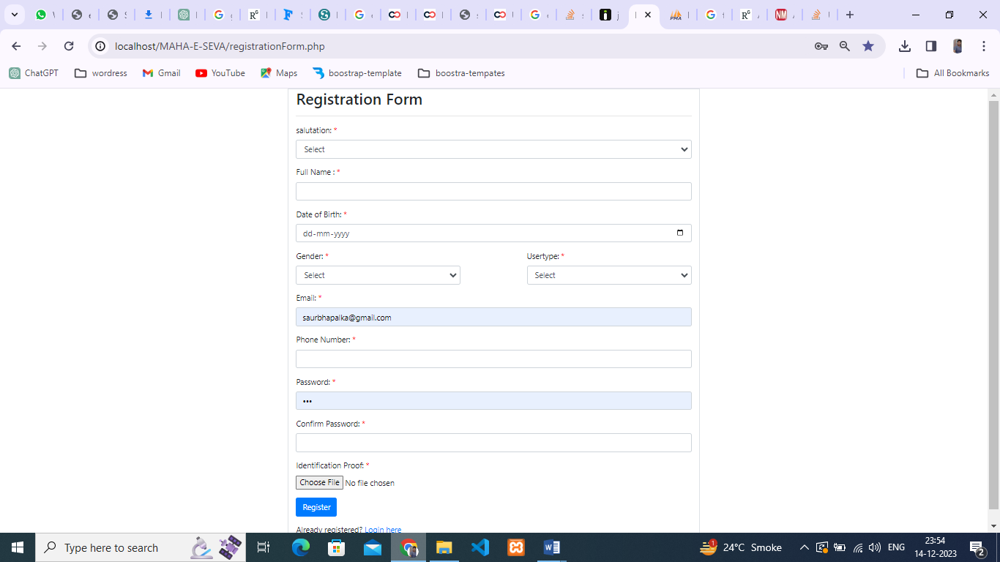 localhost/MAHA-E-SEVA/registrationForm.php
ChatGPT wordress Gmail YouTube Maps boostrap-template boostra-tempates All Bookmarks
Registration Form
salutation: *
Select
Full Name : *
Date of Birth: *
dd-mm-yyyy
Gender: * Usertype: *
Select Select
Email: *
saurbhapalka@gmail.com
Phone Number: *
Password: *
•••
Confirm Password: *
Identification Proof: *
Choose File No file chosen
Register
Already registered? Login here
Type here to search 24°C Smoke ENG 23:54
14-12-2023 2